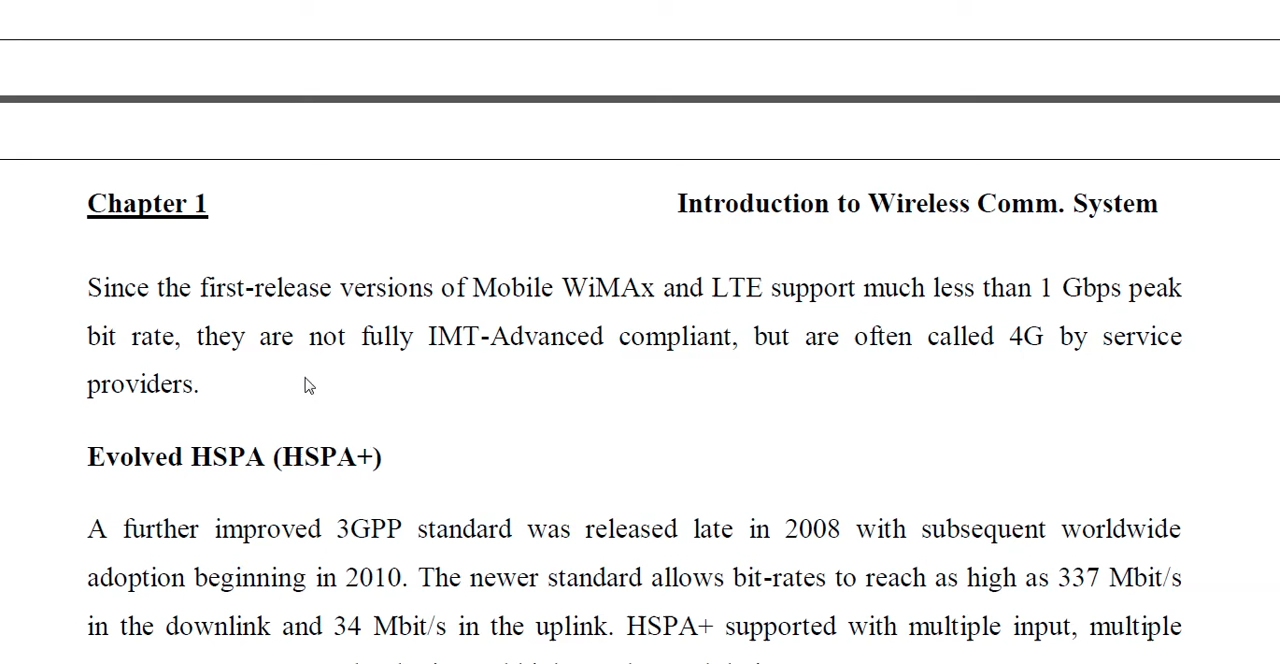 Chapter 1 Introduction to Wireless Comm. System
Since the first-release versions of Mobile WiMAx and LTE support much less than 1 Gbps peak
bit rate, they are not fully IMT-Advanced compliant, but are often called 4G by service
providers.
Evolved HSPA (HSPA+)
A further improved 3GPP standard was released late in 2008 with subsequent worldwide
adoption beginning in 2010. The newer standard allows bit-rates to reach as high as 337 Mbit/s
in the downlink and 34 Mbit/s in the uplink. HSPA+ supported with multiple input, multiple